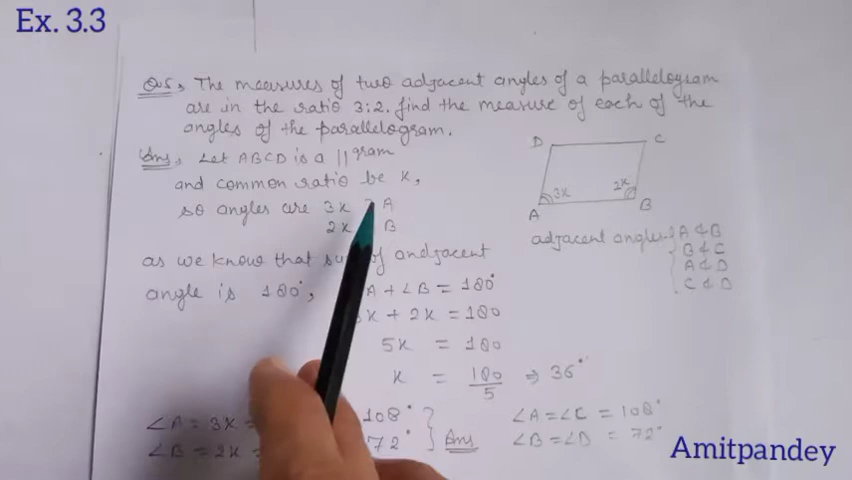 Ex. 3.3
Qus, The measures of two adjacent angles of a parallelogram
are in the ratio 3:2. find the measure of each of the
angles of the parallelogram.
Ans, Let ABCD is a || gram
and common ratio be x,
so angles are 3x A
2x B
as we know that of andjacent
angle is 180°, A + ∠B = 180°
x + 2x = 180
5x = 180
x = 180/5 ⇒ 36°
∠A = 3x = 108°
∠B = 2x = 72° Ans
∠A = ∠C = 108°
∠B = ∠D = 72°
D C
3x 2x
A B
adjacent angles A & B
B & C
A & D
C & D
Amitpandey